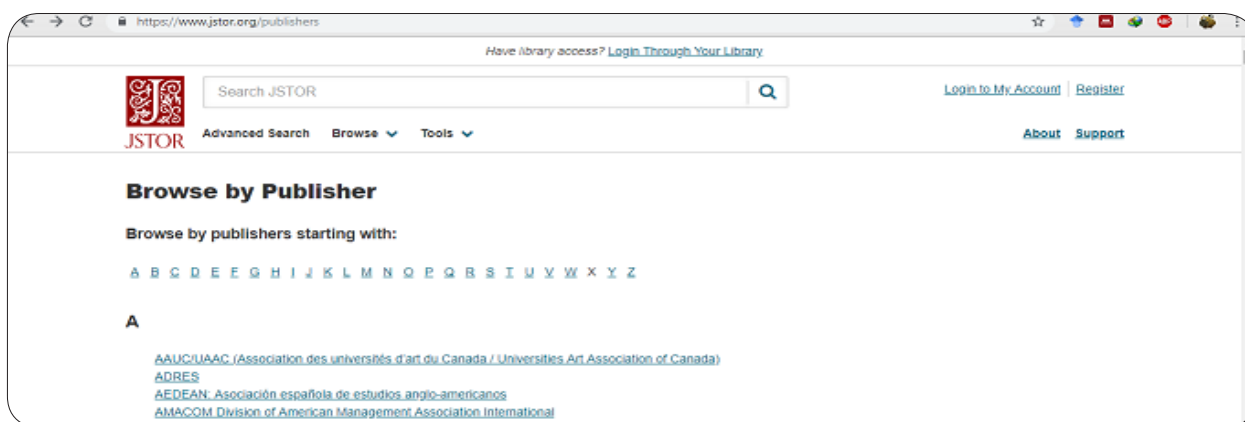 https://www.jstor.org/publishers
Have library access? Login Through Your Library
Search JSTOR
Login to My Account Register
JSTOR
Advanced Search Browse Tools
About Support
Browse by Publisher
Browse by publishers starting with:
A B C D E F G H I J K L M N O P Q R S T U V W X Y Z
A
AAUC/UAAC (Association des universités d'art du Canada / Universities Art Association of Canada)
ADRES
AEDEAN: Asociación española de estudios anglo-americanos
AMACOM Division of American Management Association International